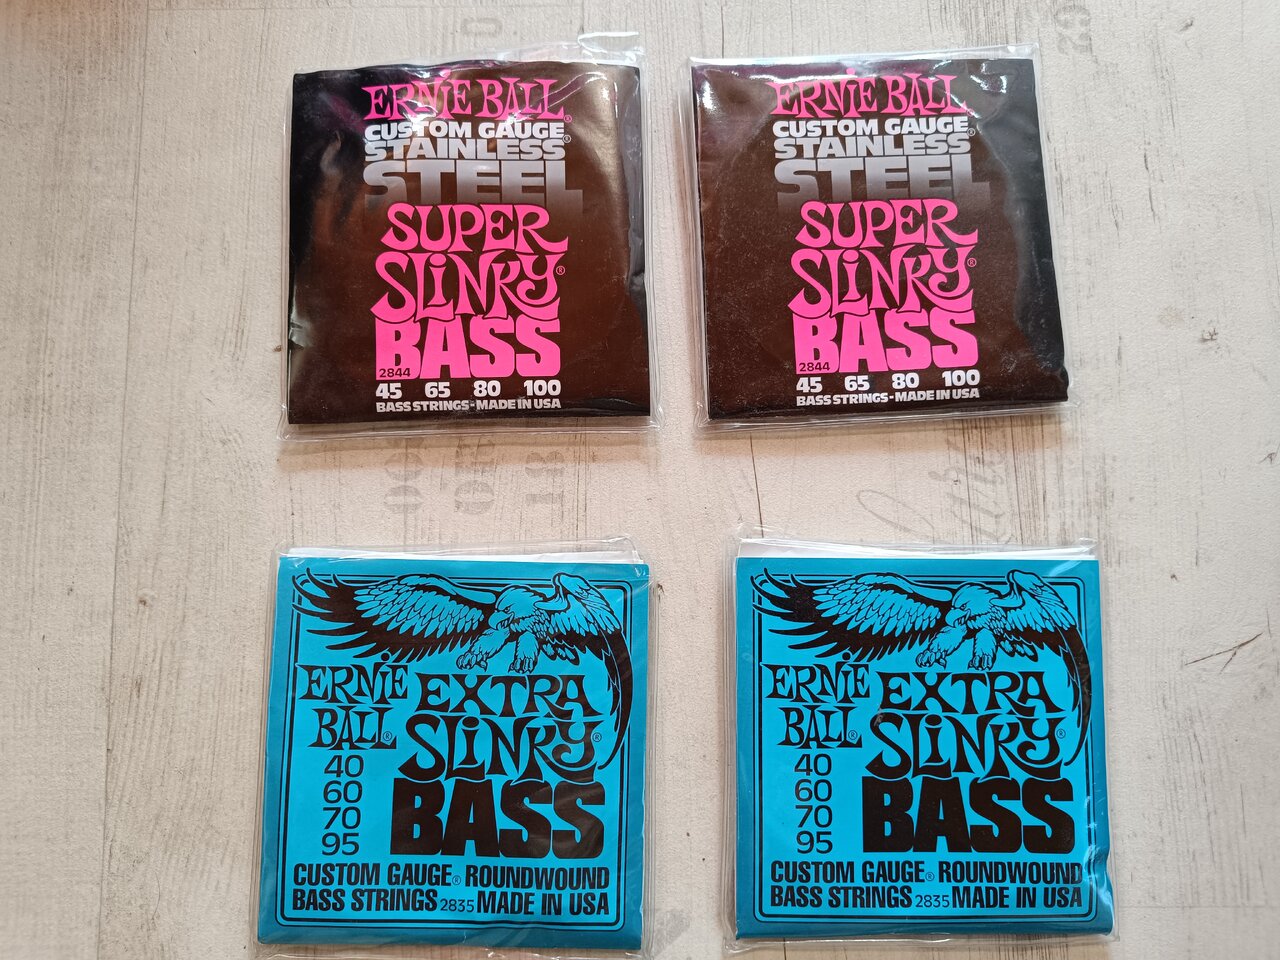 ERNIE BALL®
CUSTOM GAUGE®
STAINLESS
STEEL
SUPER
SLINKY®
BASS
2844
45 65 80 100
BASS STRINGS-MADE IN USA
ERNIE BALL®
CUSTOM GAUGE®
STAINLESS
STEEL
SUPER
SLINKY®
BASS
2844
45 65 80 100
BASS STRINGS-MADE IN USA
ERNIE
BALL®
EXTRA
SLINKY®
BASS
40
60
70
95
CUSTOM GAUGE® ROUNDWOUND
BASS STRINGS 2835 MADE IN USA
ERNIE
BALL®
EXTRA
SLINKY®
BASS
40
60
70
95
CUSTOM GAUGE® ROUNDWOUND
BASS STRINGS 2835 MADE IN USA